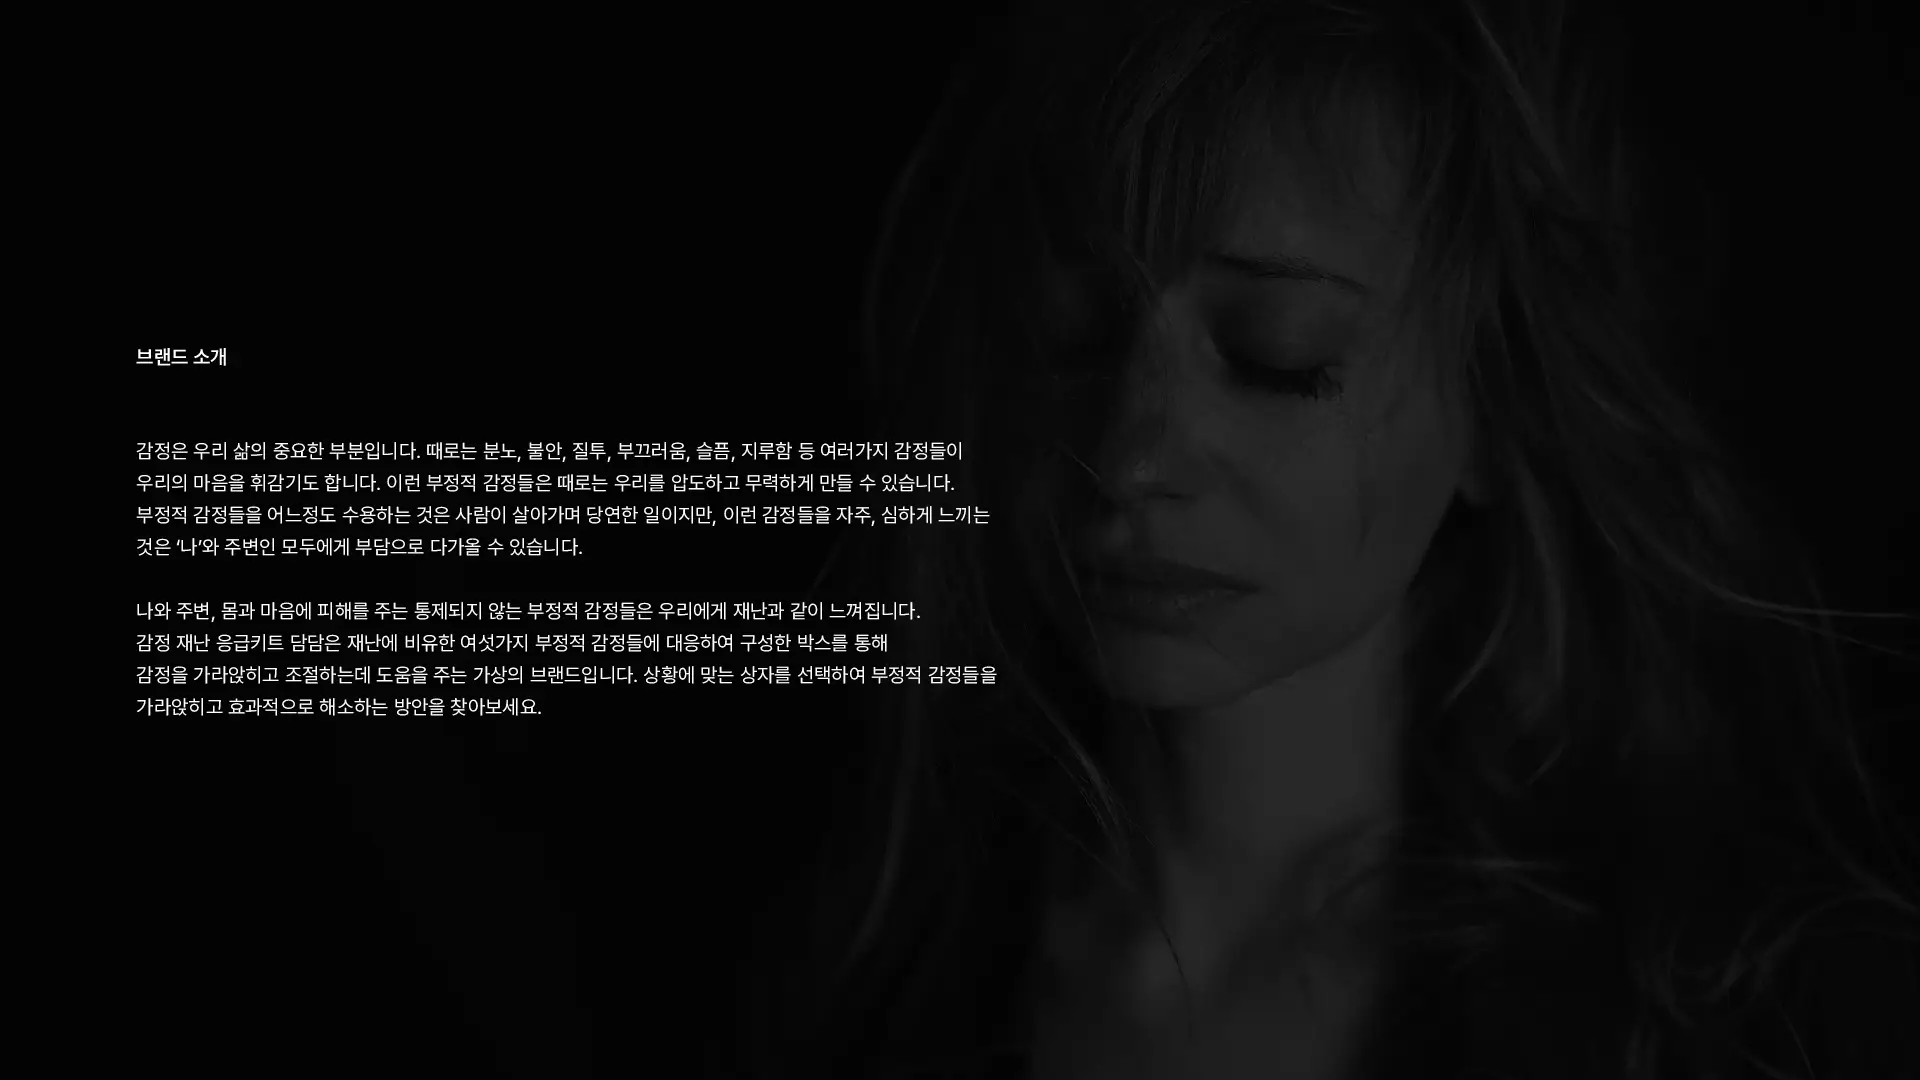 브랜드 소개
감정은 우리 삶의 중요한 부분입니다. 때로는 분노, 불안, 질투, 부끄러움, 슬픔, 지루함 등 여러가지 감정들이
우리의 마음을 휘감기도 합니다. 이런 부정적 감정들은 때로는 우리를 압도하고 무력하게 만들 수 있습니다.
부정적 감정들을 어느정도 수용하는 것은 사람이 살아가며 당연한 일이지만, 이런 감정들을 자주, 심하게 느끼는
것은 ‘나’와 주변인 모두에게 부담으로 다가올 수 있습니다.
나와 주변, 몸과 마음에 피해를 주는 통제되지 않는 부정적 감정들은 우리에게 재난과 같이 느껴집니다.
감정 재난 응급키트 담담은 재난에 비유한 여섯가지 부정적 감정들에 대응하여 구성한 박스를 통해
감정을 가라앉히고 조절하는데 도움을 주는 가상의 브랜드입니다. 상황에 맞는 상자를 선택하여 부정적 감정들을
가라앉히고 효과적으로 해소하는 방안을 찾아보세요.